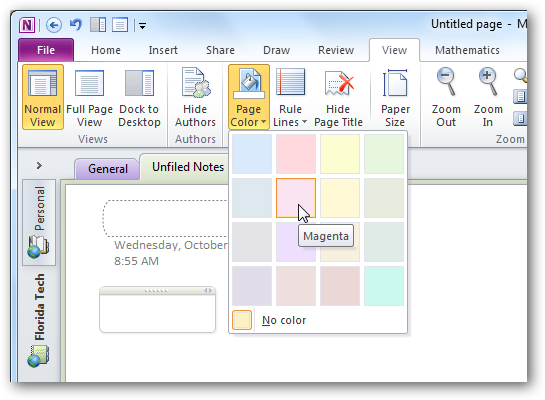 Untitled page - M
File Home Insert Share Draw Review View Mathematics
Normal View
Full Page View
Dock to Desktop
Hide Authors
Page Color
Rule Lines
Hide Page Title
Paper Size
Zoom Out
Zoom In
Views
Authors
Zoom
General
Unfiled Notes
Personal
Florida Tech
Wednesday, October
8:55 AM
Magenta
No color